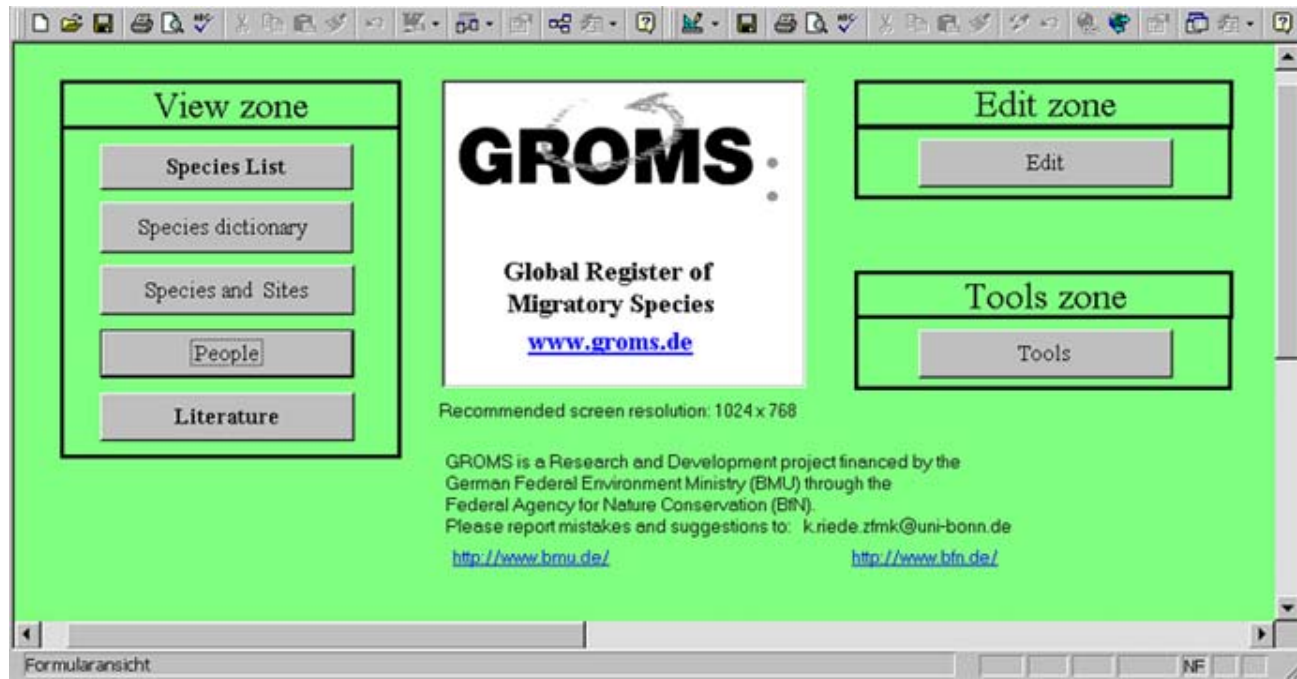 View zone
Species List
Species dictionary
Species and Sites
People
Literature
GROMS:
Global Register of
Migratory Species
www.groms.de
Recommended screen resolution: 1024 x 768
GROMS is a Research and Development project financed by the
German Federal Environment Ministry (BMU) through the
Federal Agency for Nature Conservation (BfN).
Please report mistakes and suggestions to: k.riede.zfmk@uni-bonn.de
http://www.bmu.de/
http://www.bfn.de/
Edit zone
Edit
Tools zone
Tools
Formularansicht
NF